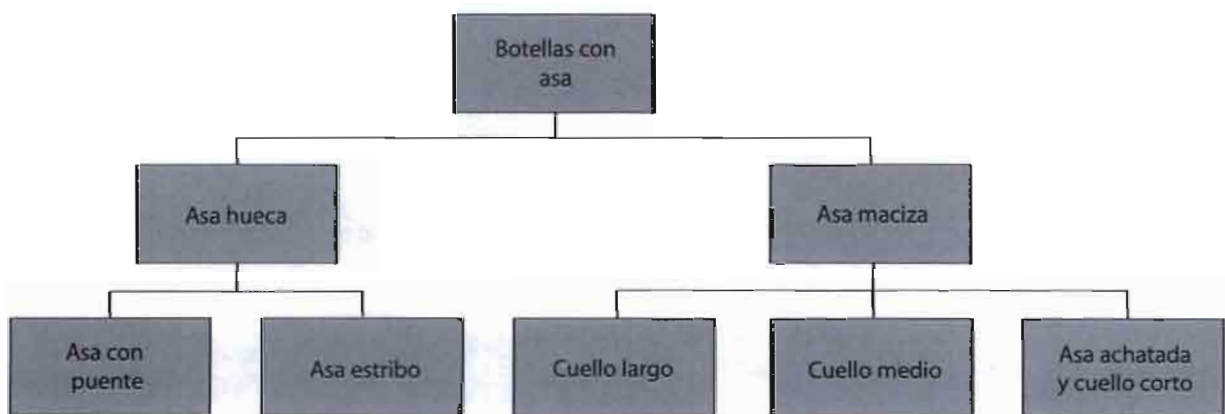 Botellas con
asa
Asa hueca
Asa maciza
Asa con
puente
Asa estribo
Cuello largo
Cuello medio
Asa achatada
y cuello corto